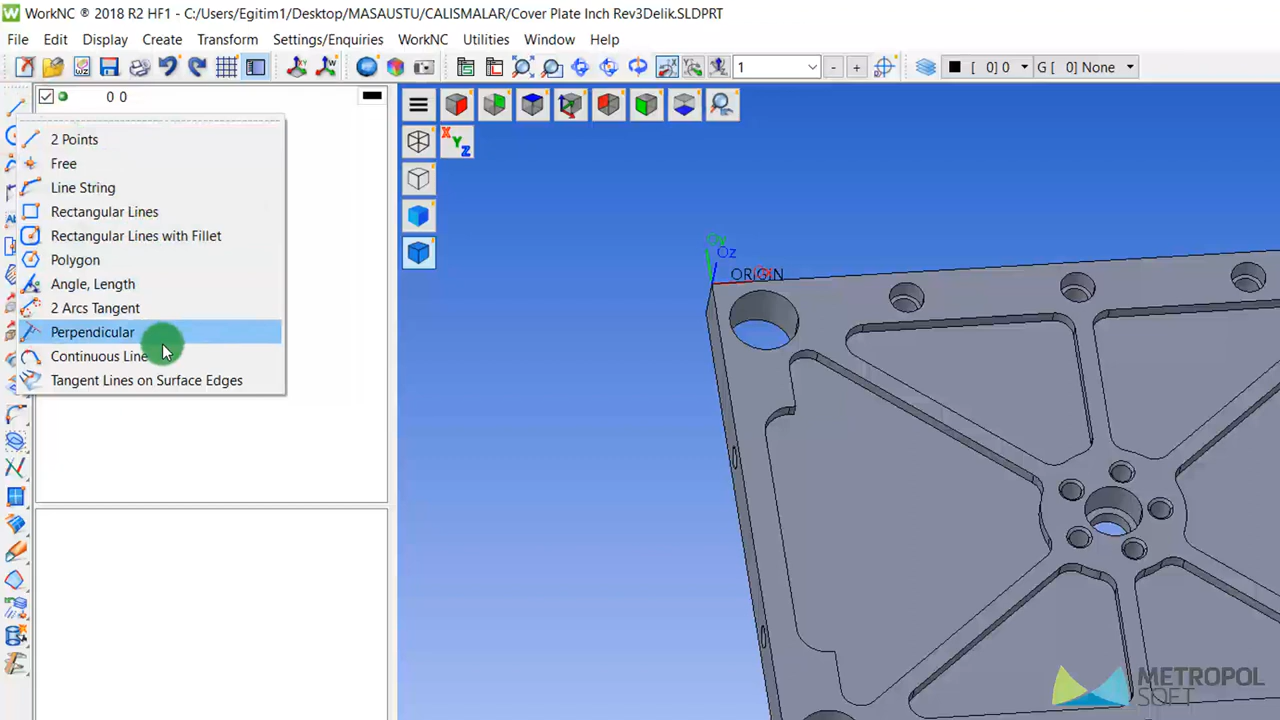 WorkNC ® 2018 R2 HF1 - C:/Users/Egitim1/Desktop/MASAUSTU/CALISMALAR/Cover Plate Inch Rev3Delik.SLDPRT
File Edit Display Create Transform Settings/Enquiries WorkNC Utilities Window Help
1 - + [ 0] 0 G [ 0] None
0 0
2 Points
Free
Line String
Rectangular Lines
Rectangular Lines with Fillet
Polygon
Angle, Length
2 Arcs Tangent
Perpendicular
Continuous Line
Tangent Lines on Surface Edges
X
Y
Z
Oy
Oz
ORIGIN
METROPOL
SOFT